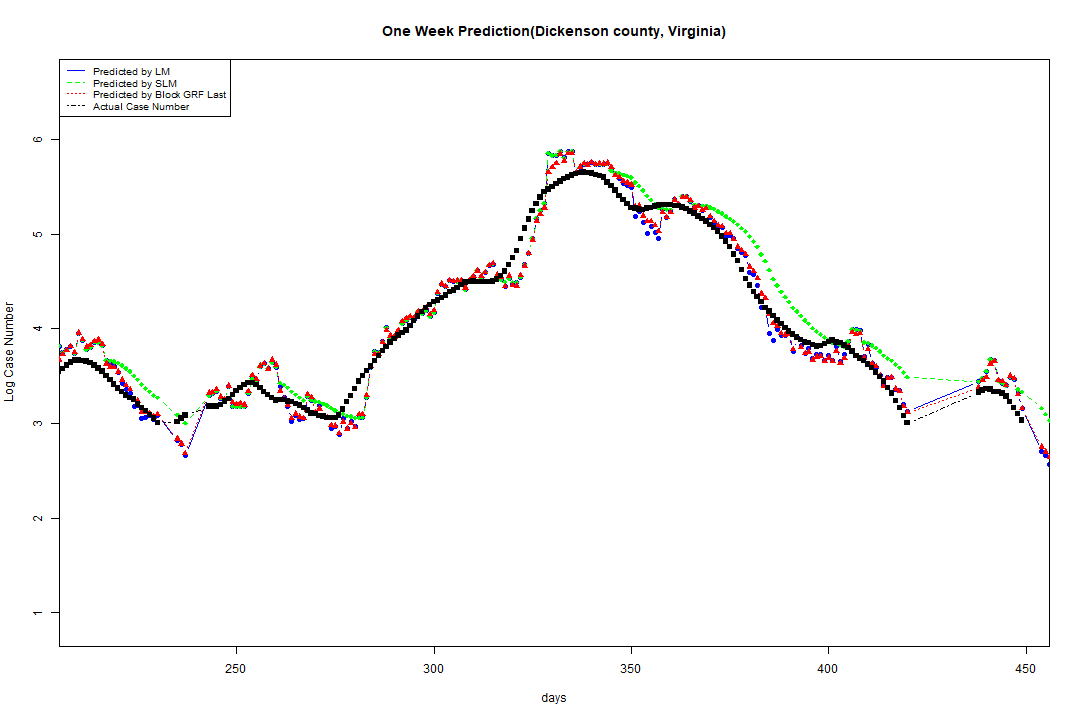 One Week Prediction(Dickenson county, Virginia)
Predicted by LM
Predicted by SLM
Predicted by Block GRF Last
Actual Case Number
Log Case Number
6
5
4
3
2
1
250 300 350 400 450
days